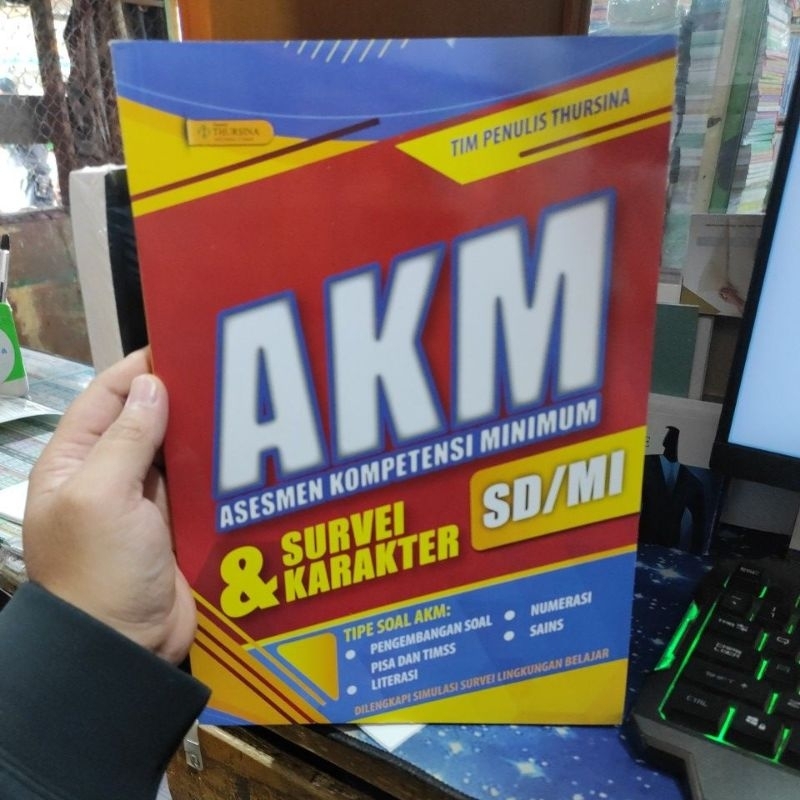 THURSINA
TIM PENULIS THURSINA
AKM
ASESMEN KOMPETENSI MINIMUM
SD/MI
& SURVEI
KARAKTER
TIPE SOAL AKM:
• PENGEMBANGAN SOAL
PISA DAN TIMSS
• LITERASI
• NUMERASI
• SAINS
DILENGKAPI SIMULASI SURVEI LINGKUNGAN BELAJAR
CTRL